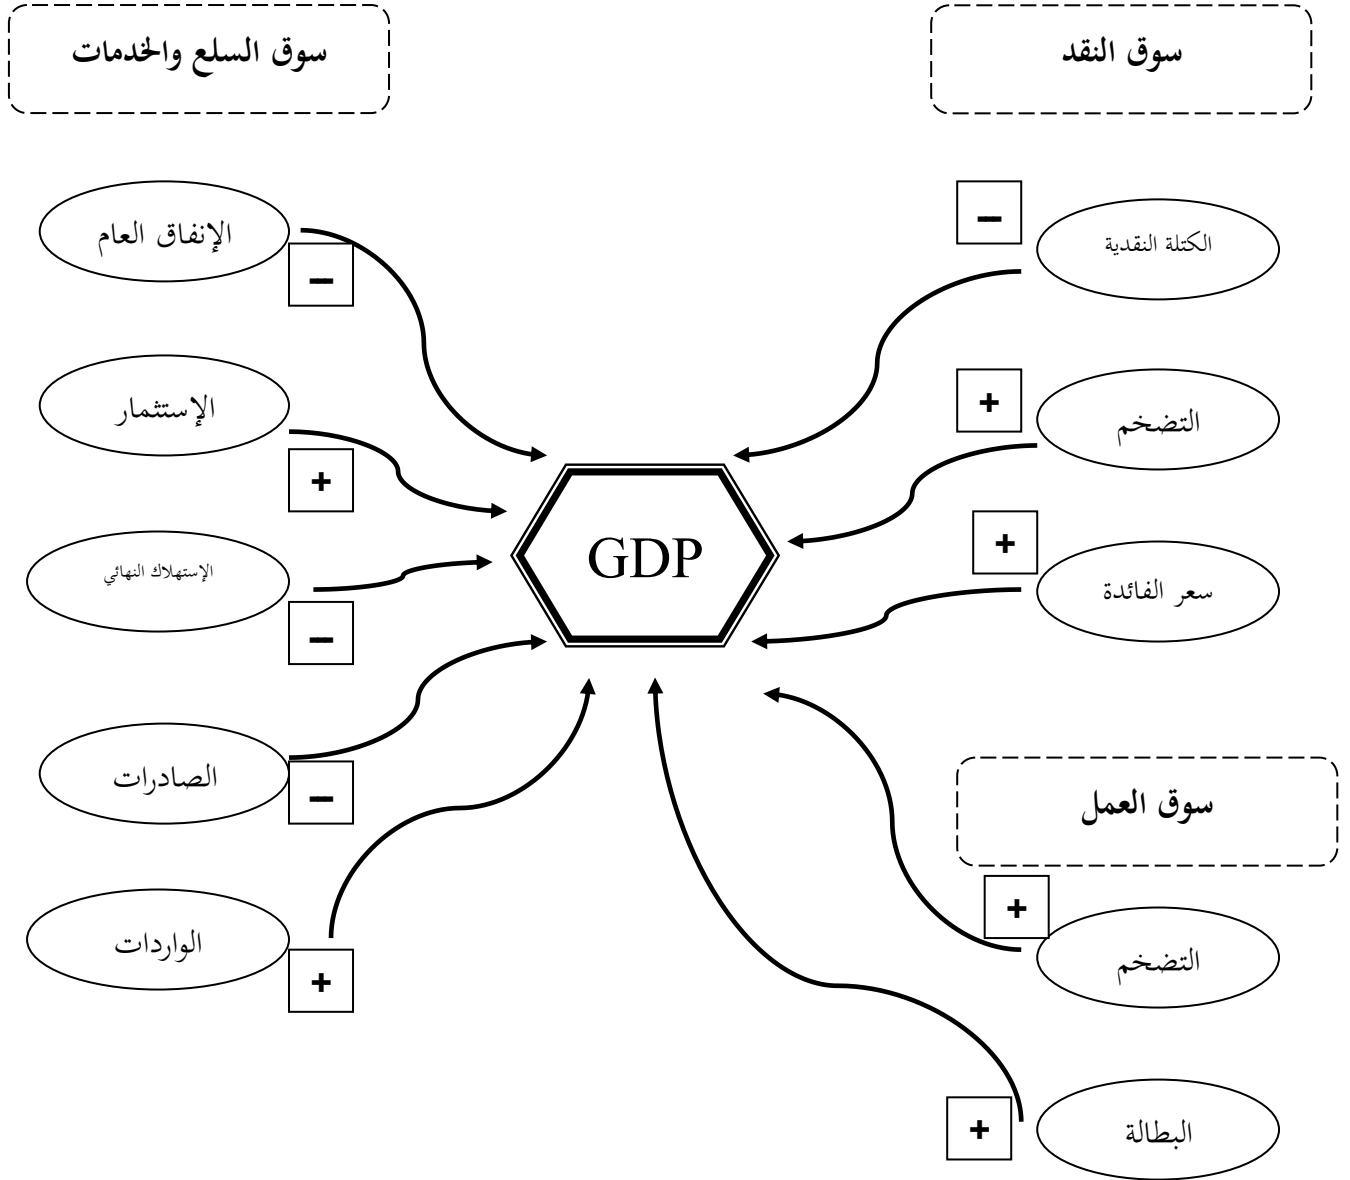 سوق السلع والخدمات
سوق النقد
الإنفاق العام
−
الإستثمار
+
الإستهلاك النهائي
−
الصادرات
−
الواردات
+
GDP
−
الكتلة النقدية
+
التضخم
+
سعر الفائدة
سوق العمل
+
التضخم
+
البطالة